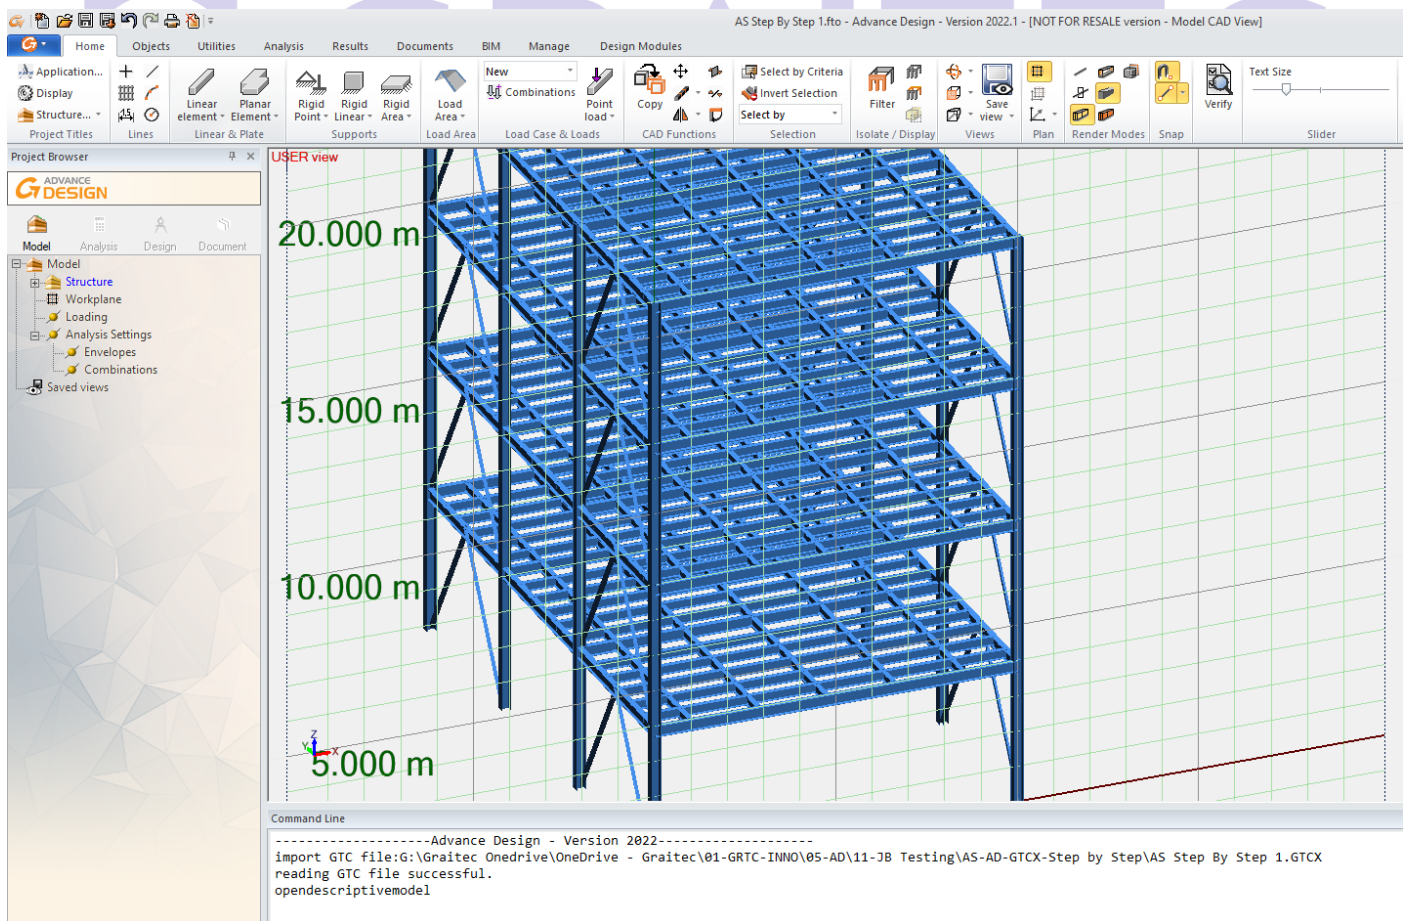 AS Step By Step 1.fto - Advance Design - Version 2022.1 - [NOT FOR RESALE version - Model CAD View]
Home Objects Utilities Analysis Results Documents BIM Manage Design Modules
Application...
Display
Structure...
Project Titles
Lines
Linear element
Planar Element
Linear & Plate
Rigid Point
Rigid Linear
Rigid Area
Supports
Load Area
Load Area
New
Combinations
Point load
Load Case & Loads
Copy
CAD Functions
Select by Criteria
Invert Selection
Select by
Selection
Filter
Isolate / Display
Save view
Views
Plan
Render Modes
Snap
Verify
Text Size
Slider
Project Browser
ADVANCE
DESIGN
Model Analysis Design Document
Model
Structure
Workplane
Loading
Analysis Settings
Envelopes
Combinations
Saved views
USER view
20.000 m
15.000 m
10.000 m
5.000 m
Z
Y
X
Command Line
--------------------Advance Design - Version 2022--------------------
import GTC file:G:\Graitec Onedrive\OneDrive - Graitec\01-GRTC-INNO\05-AD\11-JB Testing\AS-AD-GTCX-Step by Step\AS Step By Step 1.GTCX
reading GTC file successful.
opendescriptivemodel